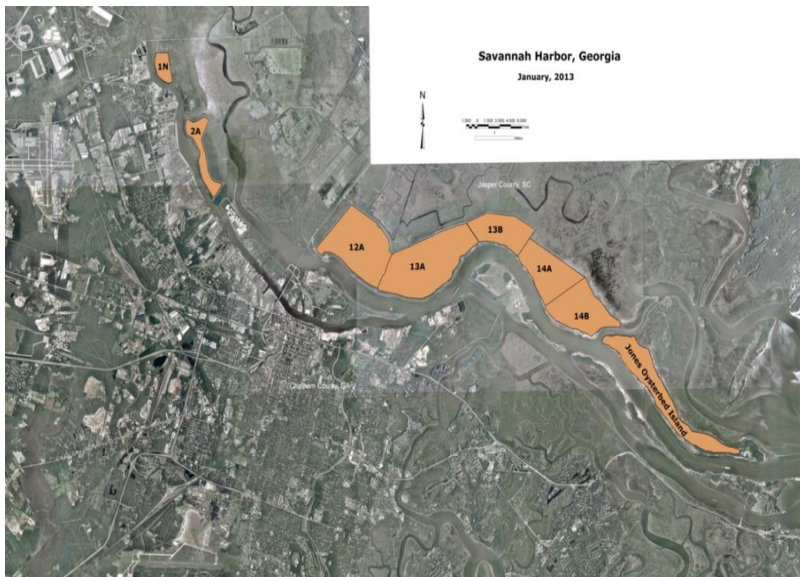 Savannah Harbor, Georgia
January, 2013
N
1N
2A
Jasper County, SC
12A
13A
13B
14A
14B
Jones Oysterbed Island
Chatham County, GA